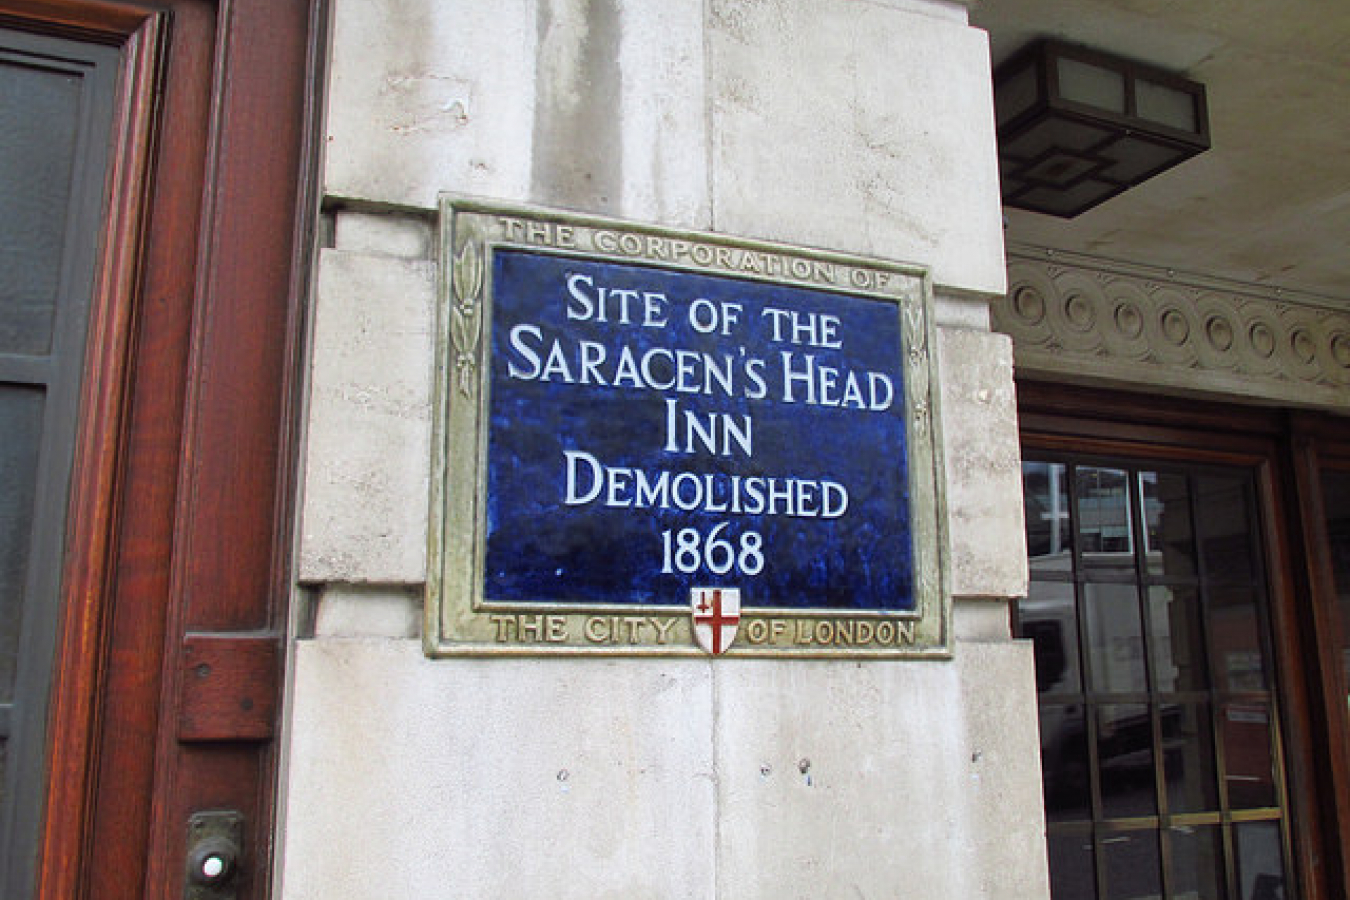 THE CORPORATION OF
SITE OF THE
SARACEN'S HEAD
INN
DEMOLISHED
1868
THE CITY OF LONDON